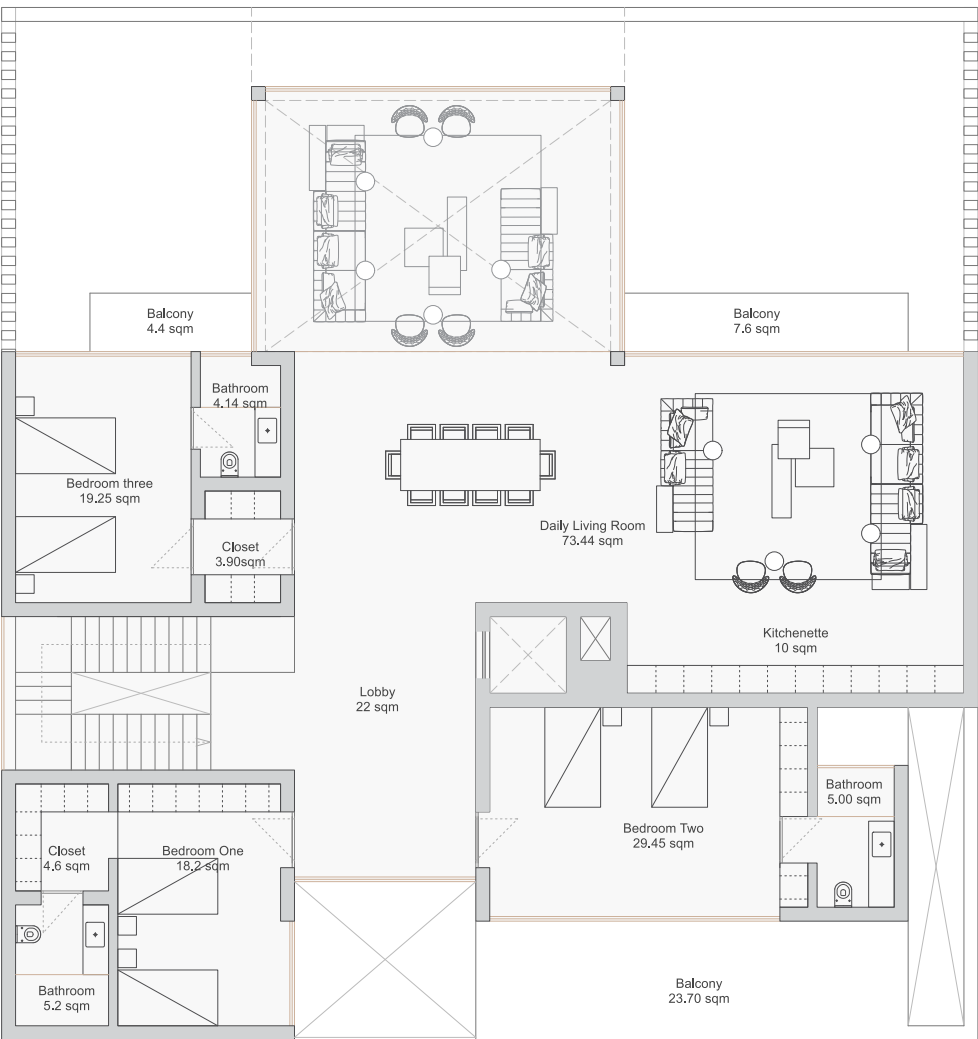 Balcony
4.4 sqm
Balcony
7.6 sqm
Bathroom
4.14 sqm
Bedroom three
19.25 sqm
Daily Living Room
73.44 sqm
Closet
3.90sqm
Kitchenette
10 sqm
Lobby
22 sqm
Bathroom
5.00 sqm
Bedroom Two
29.45 sqm
Closet
4.6 sqm
Bedroom One
18.2 sqm
Bathroom
5.2 sqm
Balcony
23.70 sqm